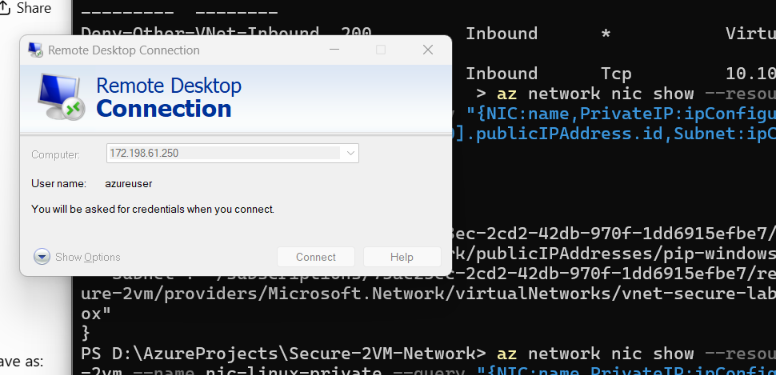 Share
--------- --------
Deny-Other-VNet-Inbound 200 Inbound * Virtu
Remote Desktop Connection
Remote Desktop
Connection
Inbound Tcp 10.10
> az network nic show --resou
"{NIC:name,PrivateIP:ipConfigu
].publicIPAddress.id,Subnet:ipC
Computer:
172.198.61.250
User name: azureuser
You will be asked for credentials when you connect.
ec-2cd2-42db-970f-1dd6915efbe7/
k/publicIPAddresses/pip-windows
Show Options
Connect
Help
ec-2cd2-42db-970f-1dd6915efbe7/re
ure-2vm/providers/Microsoft.Network/virtualNetworks/vnet-secure-lab
ox"
}
ave as:
PS D:\AzureProjects\Secure-2VM-Network> az network nic show --resou
-2vm --name nic-linux-private --query "{NIC:name,PrivateIP:ipConfig